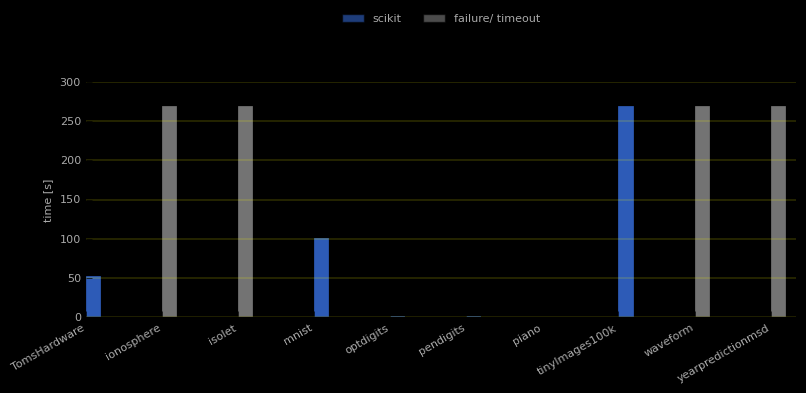 scikit
failure/ timeout
300
250
200
150
100
50
0
time [s]
TomsHardware
ionosphere
isolet
mnist
optdigits
pendigits
piano
tinyImages100k
waveform
yearpredictionmsd